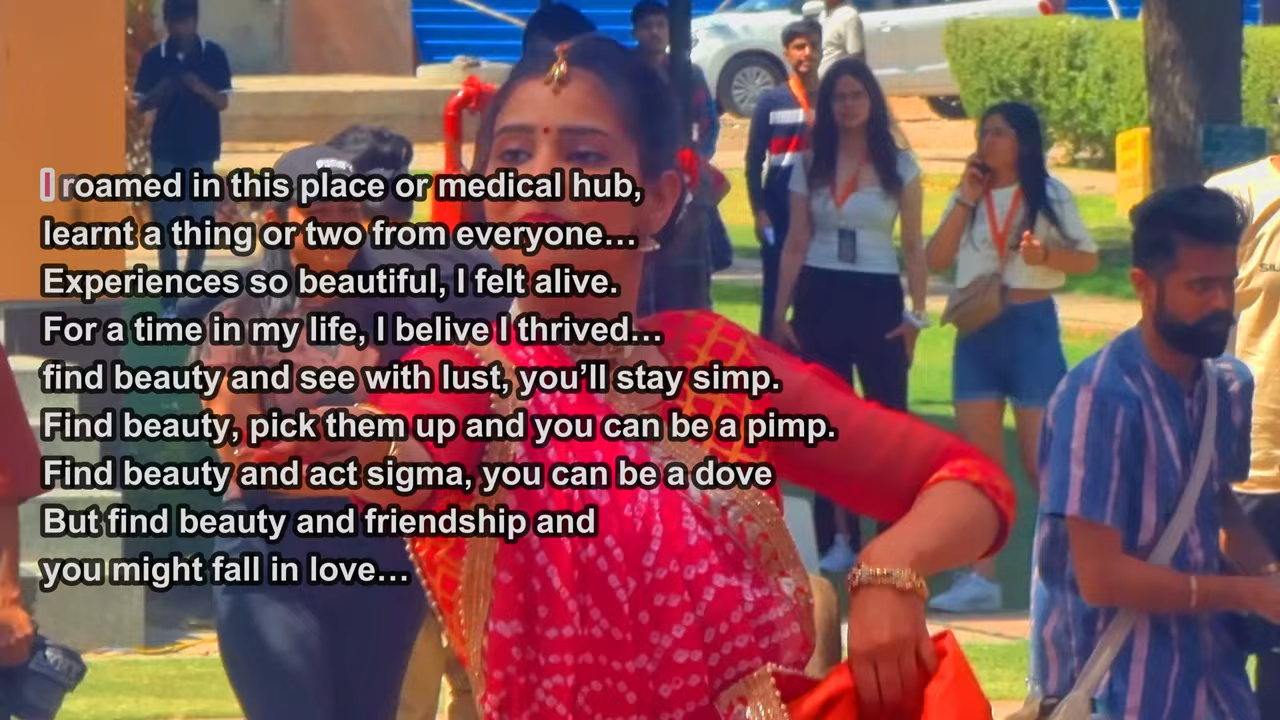 I roamed in this place or medical hub,
learnt a thing or two from everyone…
Experiences so beautiful, I felt alive.
For a time in my life, I belive I thrived…
find beauty and see with lust, you’ll stay simp.
Find beauty, pick them up and you can be a pimp.
Find beauty and act sigma, you can be a dove
But find beauty and friendship and
you might fall in love…